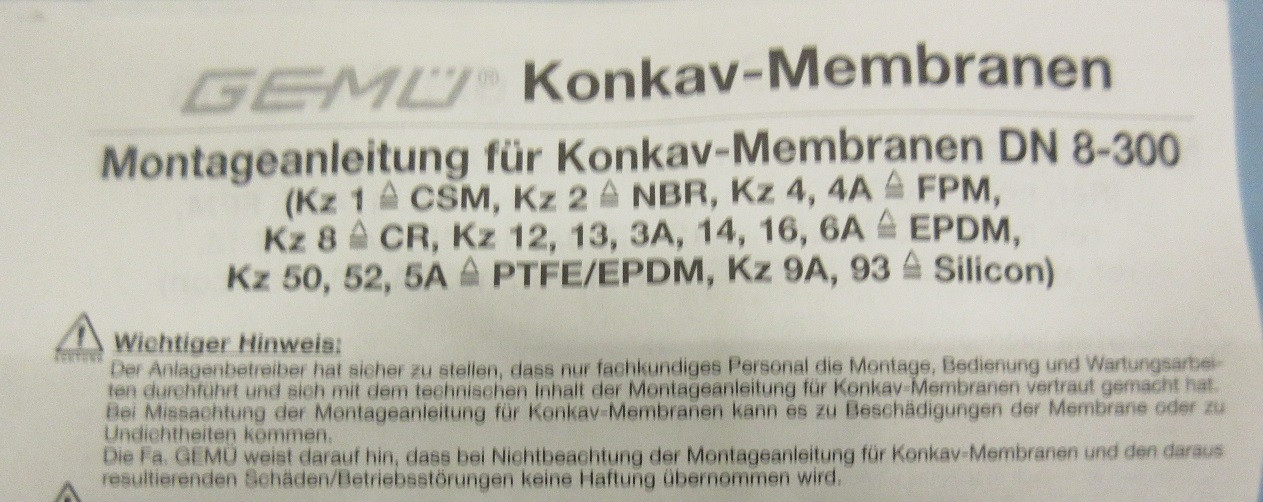 GEMÜ® Konkav-Membranen
Montageanleitung für Konkav-Membranen DN 8-300
(Kz 1 ≙ CSM, Kz 2 ≙ NBR, Kz 4, 4A ≙ FPM,
Kz 8 ≙ CR, Kz 12, 13, 3A, 14, 16, 6A ≙ EPDM,
Kz 50, 52, 5A ≙ PTFE/EPDM, Kz 9A, 93 ≙ Silicon)
Wichtiger Hinweis:
Der Anlagenbetreiber hat sicher zu stellen, dass nur fachkundiges Personal die Montage, Bedienung und Wartungsarbei-
ten durchführt und sich mit dem technischen Inhalt der Montageanleitung für Konkav-Membranen vertraut gemacht hat.
Bei Missachtung der Montageanleitung für Konkav-Membranen kann es zu Beschädigungen der Membrane oder zu
Undichtheiten kommen.
Die Fa. GEMÜ weist darauf hin, dass bei Nichtbeachtung der Montageanleitung für Konkav-Membranen und den daraus
resultierenden Schäden/Betriebsstörungen keine Haftung übernommen wird.